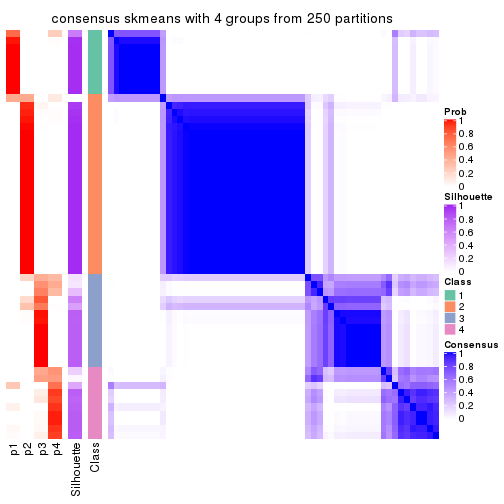 consensus skmeans with 4 groups from 250 partitions
Prob
1
0.8
0.6
0.4
0.2
0
Silhouette
1
0.8
0.6
0.4
0.2
0
Class
1
2
3
4
Consensus
1
0.8
0.6
0.4
0.2
0
p1
p2
p3
p4
Silhouette
Class